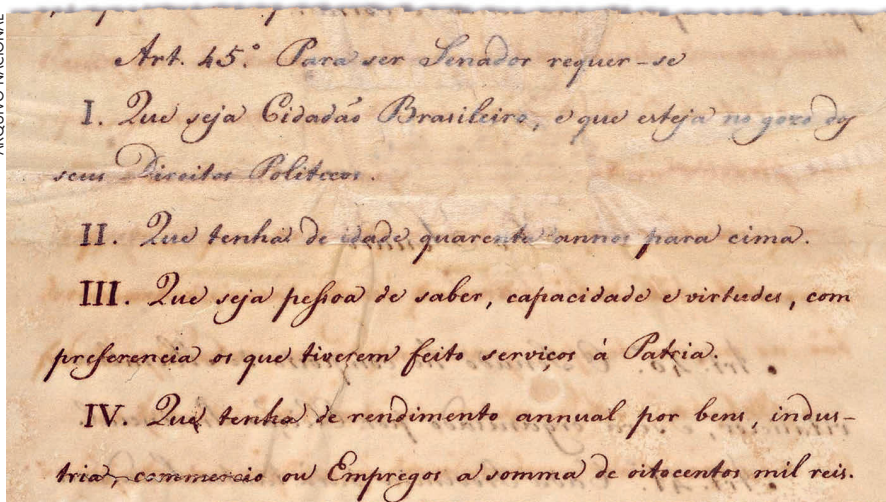 ARQUIVO NACIONAL
Art. 45.º Para ser Senador requer-se
I. Que seja Cidadão Brasileiro, e que esteja no gozo dos
seus Direitos Politicos.
II. Que tenha de idade quarenta annos para cima.
III. Que seja peſsoa de saber, capacidade e virtudes, com
preferencia os que tiverem feito serviços á Patria.
IV. Que tenha de rendimento annual por bens, indus-
tria, commercio ou Empregos a somma de oitocentos mil reis.